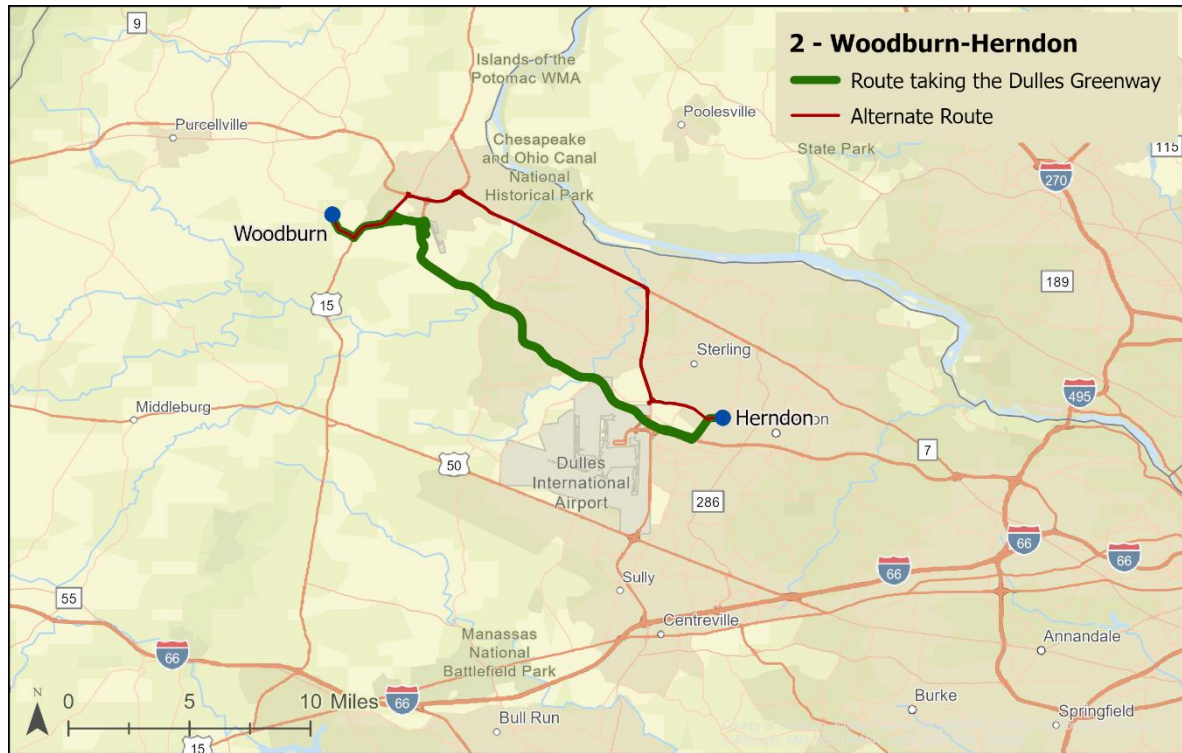 2 - Woodburn-Herndon
Route taking the Dulles Greenway
Alternate Route
9
Islands of the
Potomac WMA
Poolesville
Purcellville
Chesapeake
and Ohio Canal
National
Historical Park
State Park
115
270
Woodburn
189
15
Sterling
495
Middleburg
Herndon
on
7
50
Dulles
International
Airport
286
66
66
66
Sully
55
Centreville
Manassas
National
Battlefield Park
Annandale
66
N
0 5 10 Miles
66
Burke
Bull Run
Springfield
15